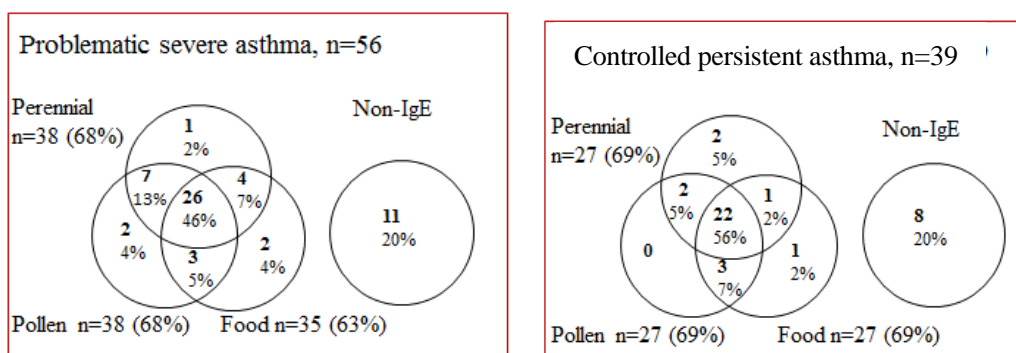 Problematic severe asthma, n=56
Perennial
n=38 (68%)
Non-IgE
1
2%
7
13%
4
7%
26
46%
2
4%
3
5%
2
4%
11
20%
Pollen n=38 (68%)
Food n=35 (63%)
Controlled persistent asthma, n=39
Perennial
n=27 (69%)
Non-IgE
2
5%
2
5%
1
2%
22
56%
0
3
7%
1
2%
8
20%
Pollen n=27 (69%)
Food n=27 (69%)